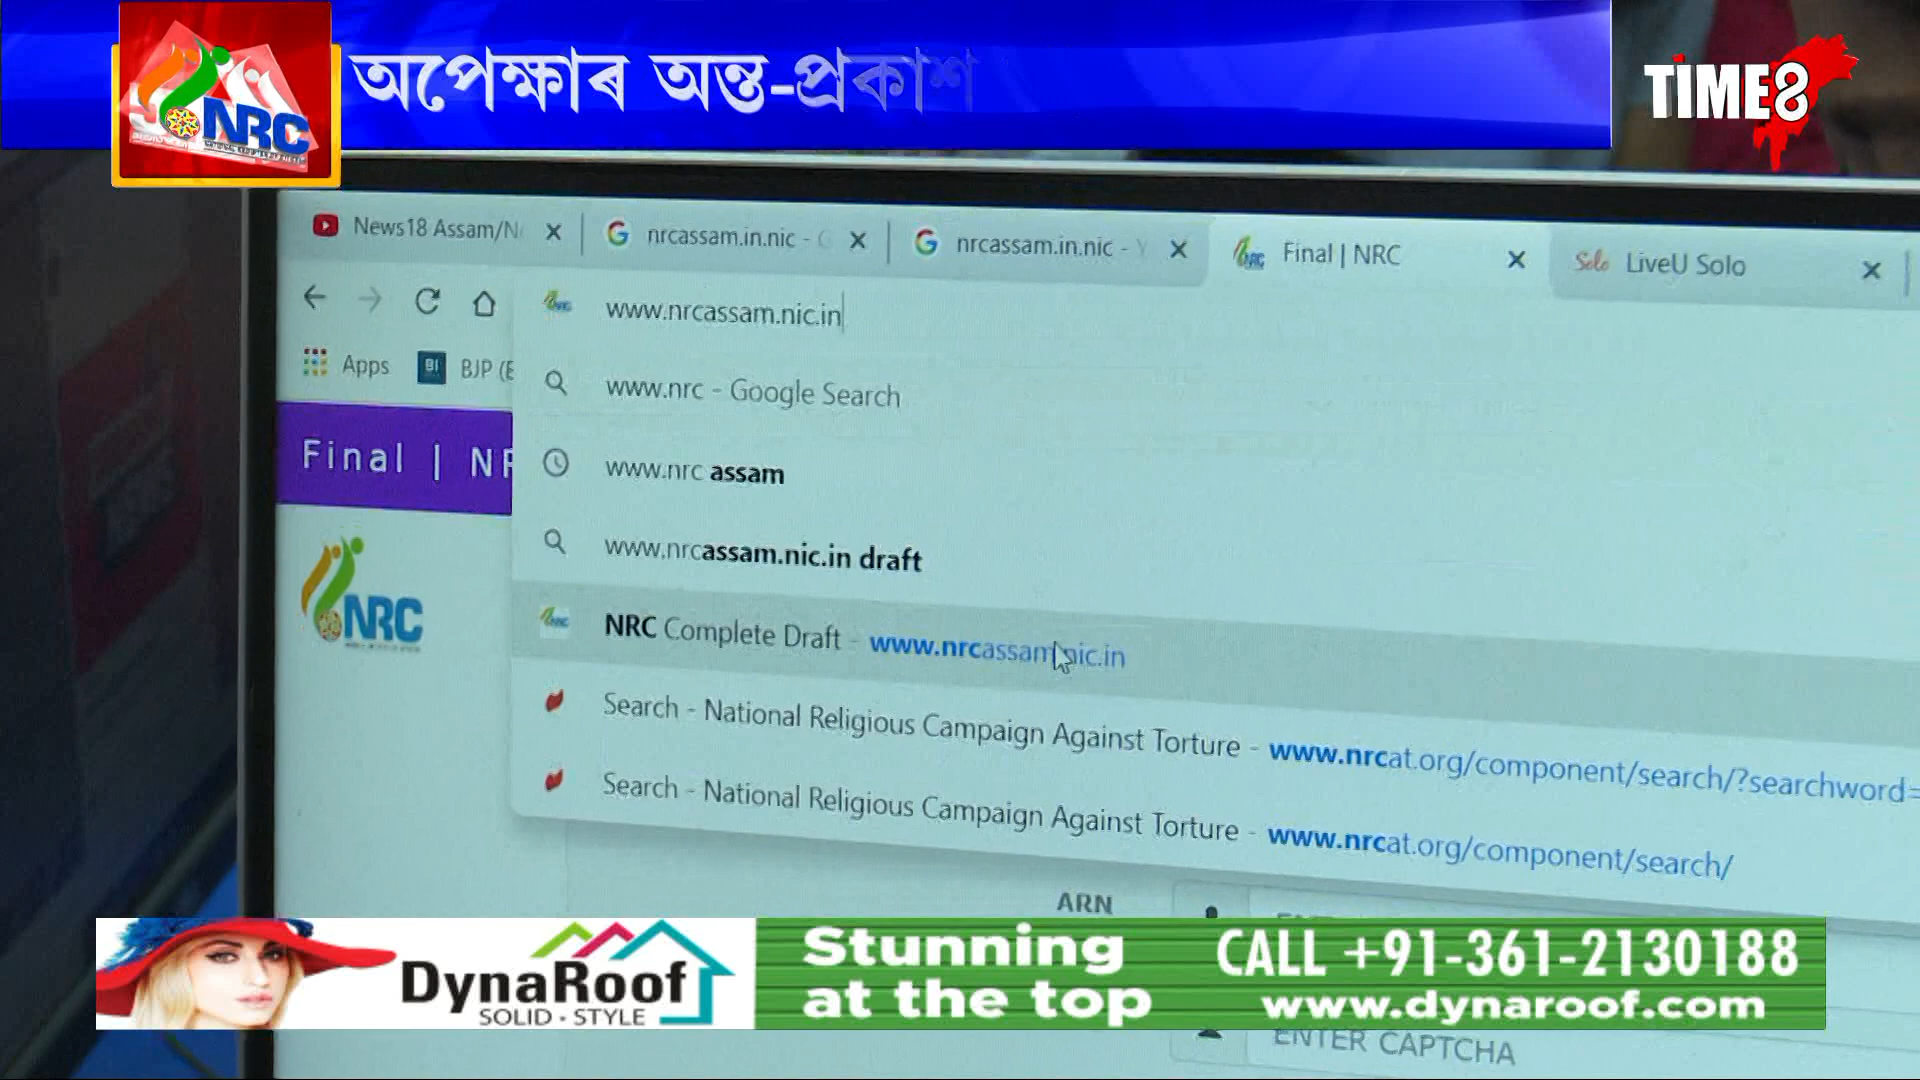 অপেক্ষাৰ অন্ত-প্ৰকাশ
NRC
TIME8
News18 Assam/N
nrcassam.in.nic - G
nrcassam.in.nic - Y
Final | NRC
Solo LiveU Solo
www.nrcassam.nic.in
Apps
BJP (E
www.nrc - Google Search
Final | NR
www.nrc assam
www.nrcassam.nic.in draft
NRC
NRC Complete Draft - www.nrcassam.nic.in
Search - National Religious Campaign Against Torture - www.nrcat.org/component/search/?searchword=
Search - National Religious Campaign Against Torture - www.nrcat.org/component/search/
ARN
DynaRoof
SOLID • STYLE
Stunning
at the top
CALL +91-361-2130188
www.dynaroof.com
ENTER CAPTCHA